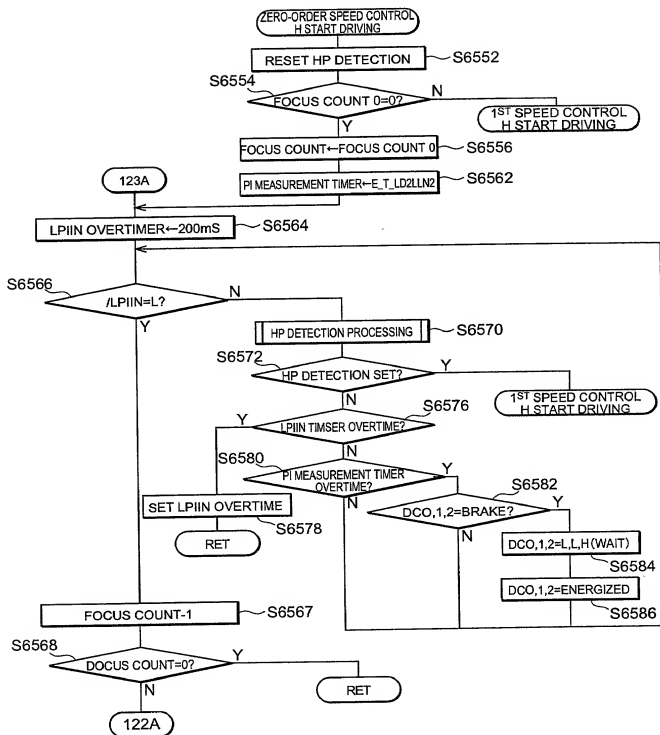 ZERO-ORDER SPEED CONTROL
H START DRIVING
RESET HP DETECTION
S6552
S6554
FOCUS COUNT 0=0?
N
Y
1ST SPEED CONTROL
H START DRIVING
FOCUS COUNT←FOCUS COUNT 0
S6556
123A
PI MEASUREMENT TIMER←E_T_LD2LLN2
S6562
LPIIN OVERTIMER←200mS
S6564
S6566
/LPIIN=L?
N
Y
HP DETECTION PROCESSING
S6570
S6572
HP DETECTION SET?
Y
N
1ST SPEED CONTROL
H START DRIVING
S6576
LPIIN TIMSER OVERTIME?
Y
N
S6580
PI MEASUREMENT TIMER
OVERTIME?
Y
N
SET LPIIN OVERTIME
S6578
RET
S6582
DCO,1,2=BRAKE?
Y
N
DCO,1,2=L,L,H(WAIT)
S6584
DCO,1,2=ENERGIZED
S6586
FOCUS COUNT-1
S6567
S6568
DOCUS COUNT=0?
Y
N
RET
122A